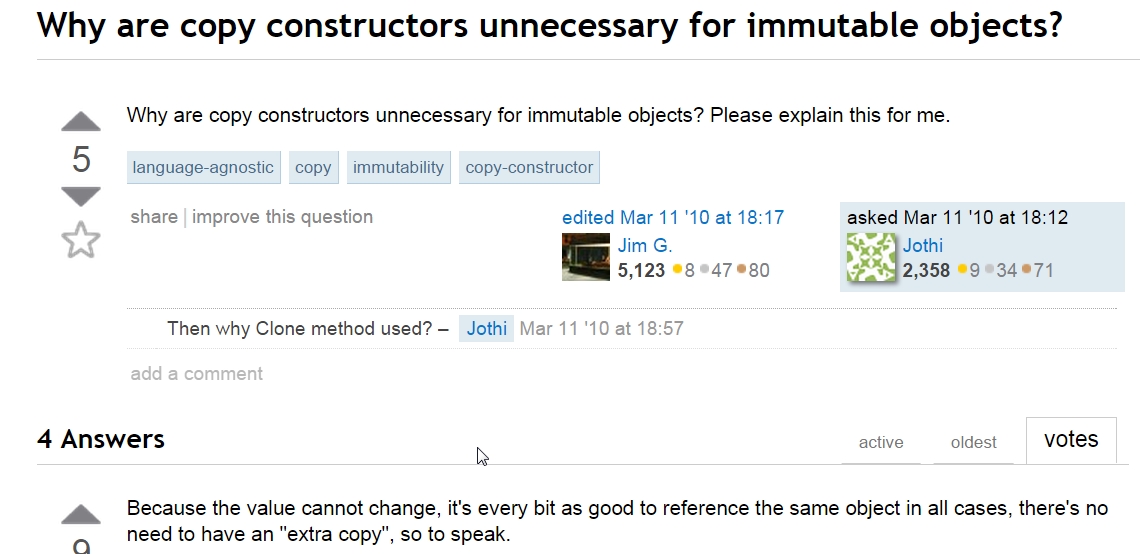 Why are copy constructors unnecessary for immutable objects?
Why are copy constructors unnecessary for immutable objects? Please explain this for me.
5
language-agnostic copy immutability copy-constructor
share | improve this question
edited Mar 11 '10 at 18:17
Jim G.
5,123 8 47 80
asked Mar 11 '10 at 18:12
Jothi
2,358 9 34 71
Then why Clone method used? – Jothi Mar 11 '10 at 18:57
add a comment
4 Answers
active oldest votes
Because the value cannot change, it's every bit as good to reference the same object in all cases, there's no
need to have an "extra copy", so to speak.
9